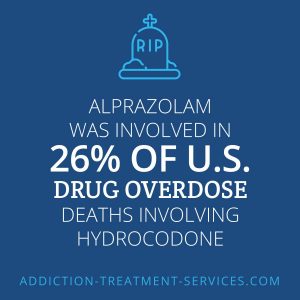 RIP
ALPRAZOLAM
WAS INVOLVED IN
26% OF U.S.
DRUG OVERDOSE
DEATHS INVOLVING
HYDROCODONE
ADDICTION-TREATMENT-SERVICES.COM